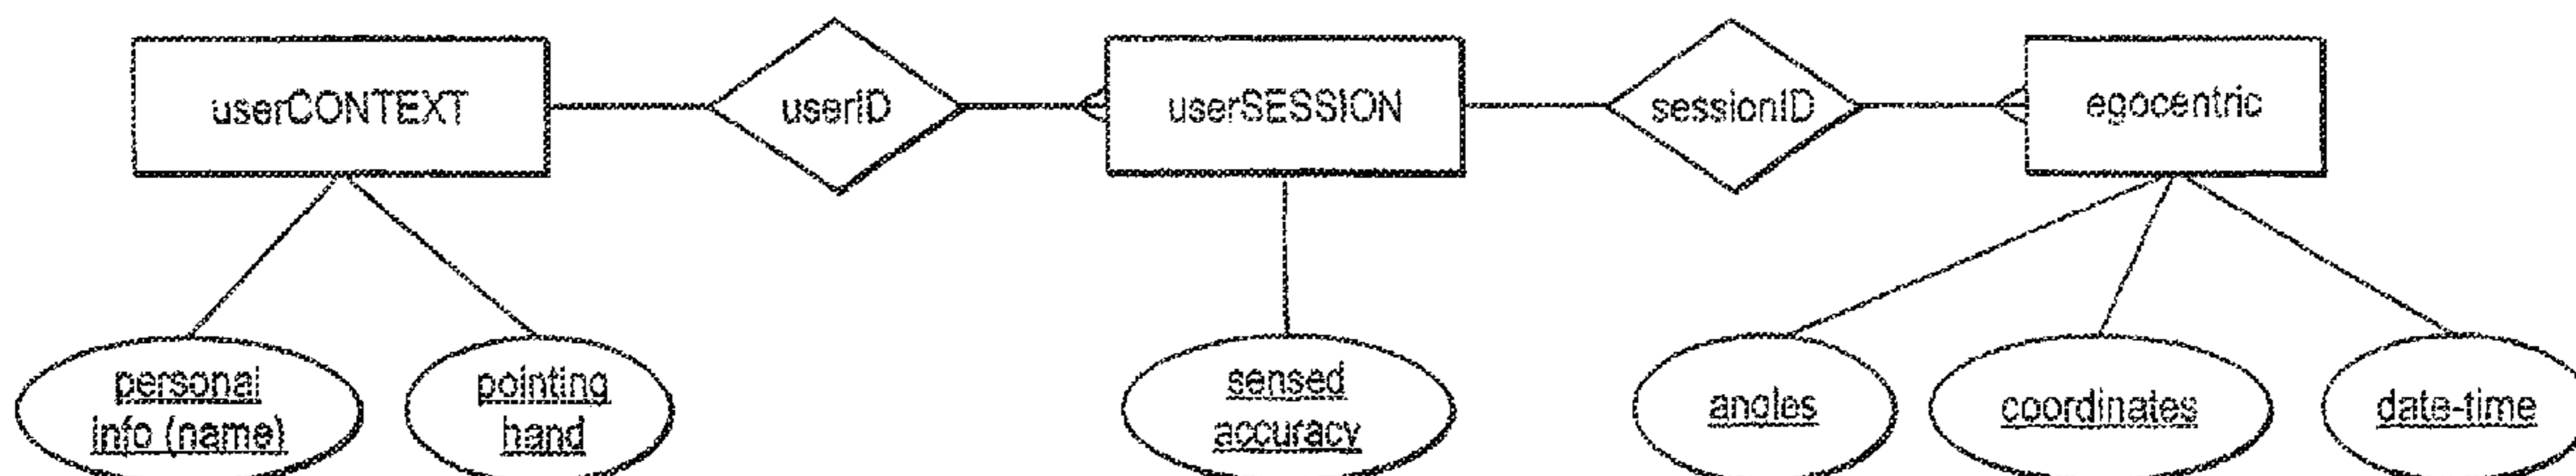 userCONTEXT
userID
userSESSION
sessionID
egocentric
personal
info (name)
pointing
hand
sensed
accuracy
angles
coordinates
date-time